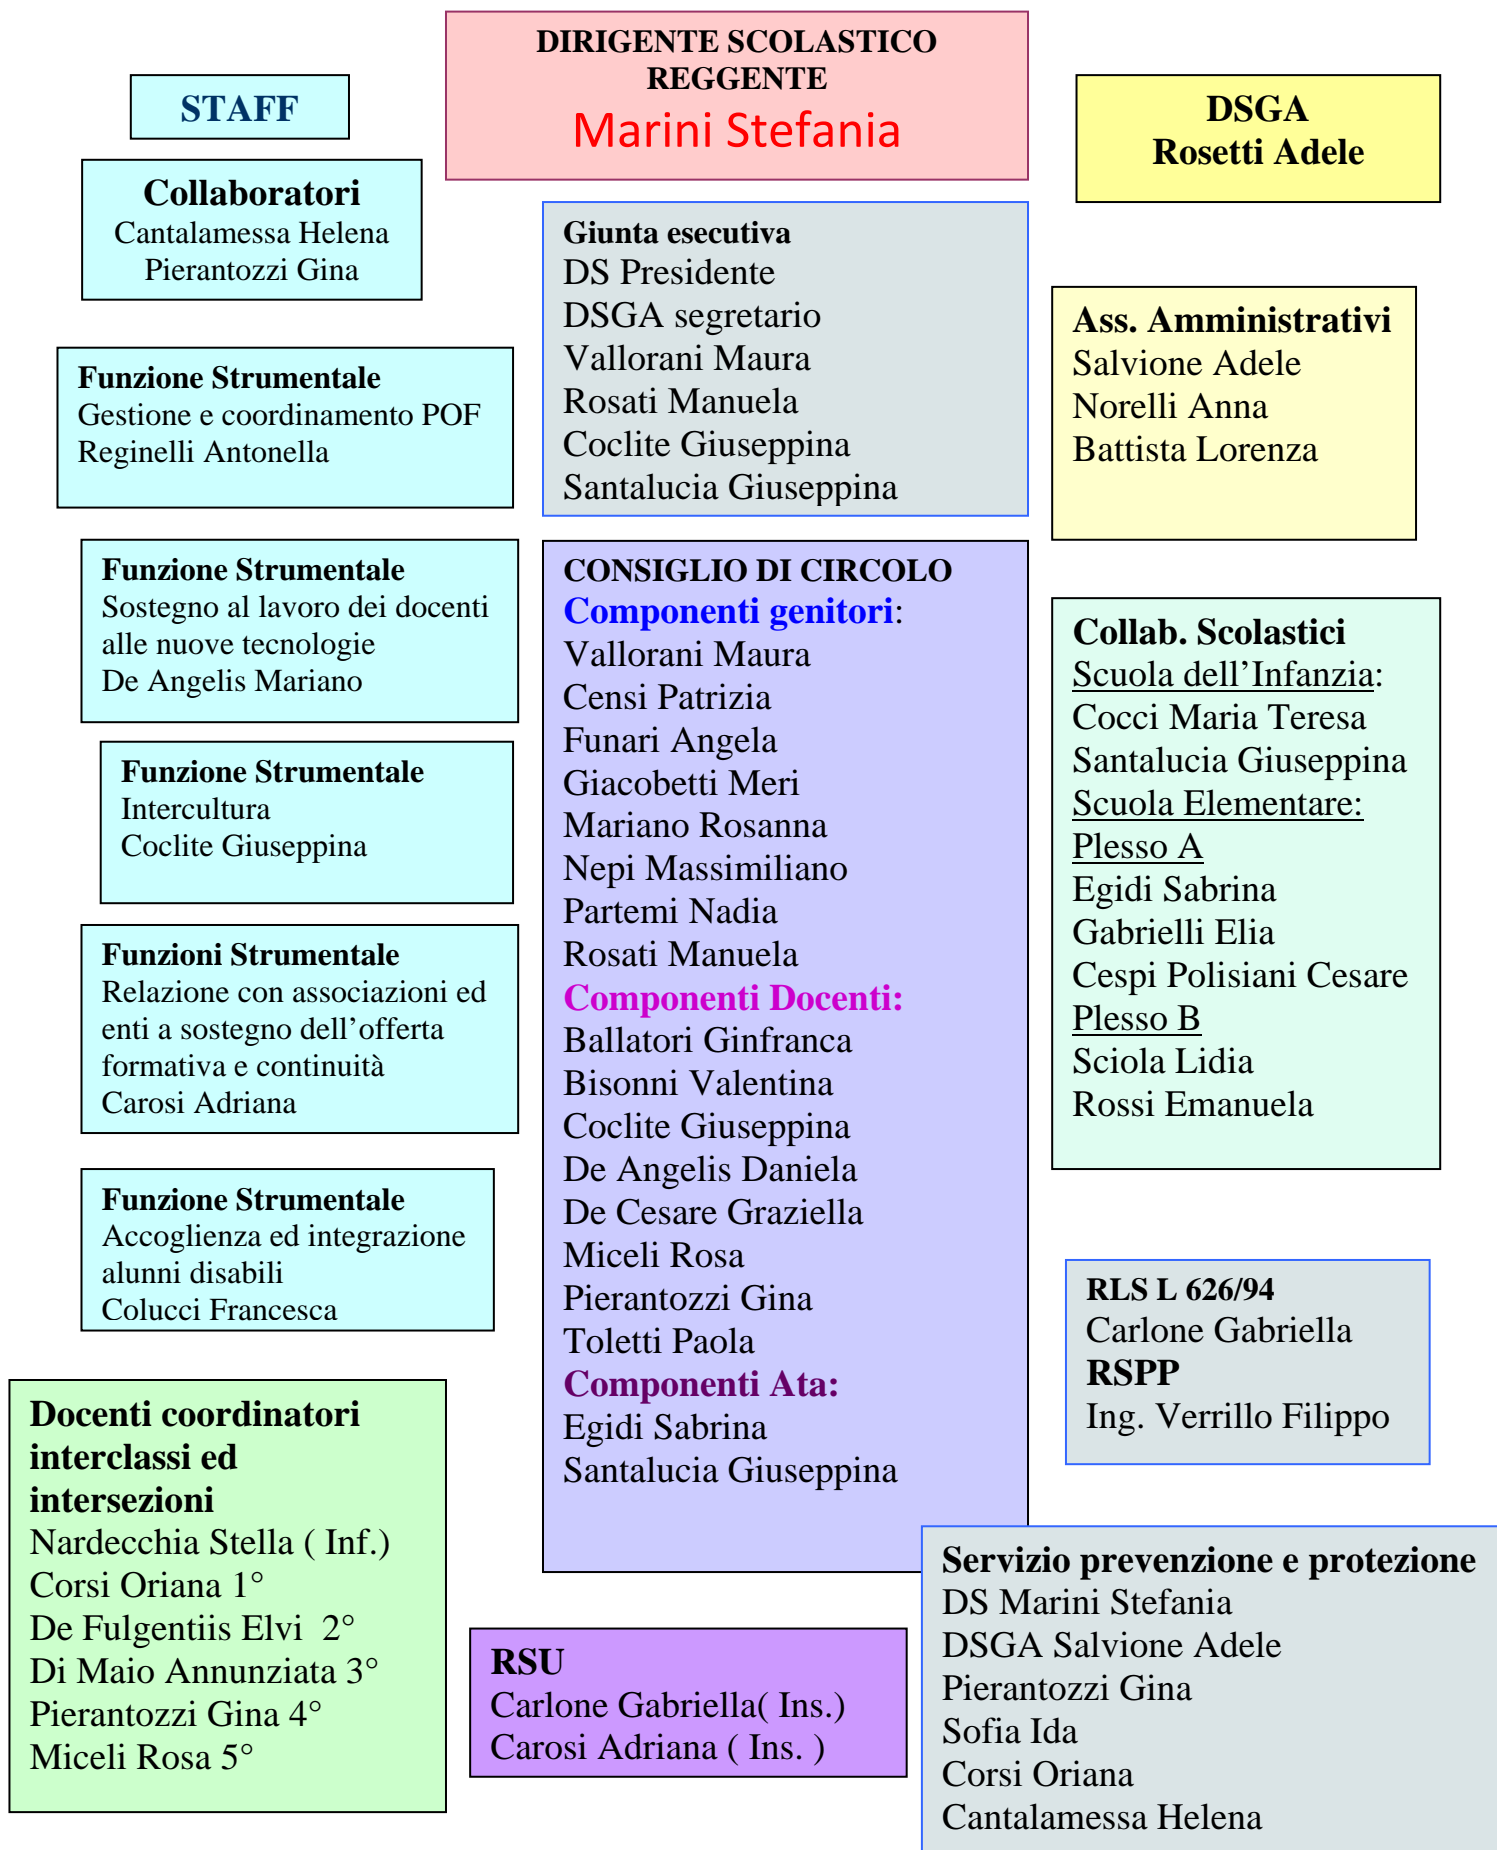 DIRIGENTE SCOLASTICO
REGGENTE
Marini Stefania
STAFF
Collaboratori
Cantalamessa Helena
Pierantozzi Gina
Funzione Strumentale
Gestione e coordinamento POF
Reginelli Antonella
Funzione Strumentale
Sostegno al lavoro dei docenti
alle nuove tecnologie
De Angelis Mariano
Funzione Strumentale
Intercultura
Coclite Giuseppina
Funzioni Strumentale
Relazione con associazioni ed
enti a sostegno dell’offerta
formativa e continuità
Carosi Adriana
Funzione Strumentale
Accoglienza ed integrazione
alunni disabili
Colucci Francesca
Docenti coordinatori
interclassi ed
intersezioni
Nardecchia Stella ( Inf.)
Corsi Oriana 1°
De Fulgentiis Elvi  2°
Di Maio Annunziata 3°
Pierantozzi Gina 4°
Miceli Rosa 5°
Giunta esecutiva
DS Presidente
DSGA segretario
Vallorani Maura
Rosati Manuela
Coclite Giuseppina
Santalucia Giuseppina
CONSIGLIO DI CIRCOLO
Componenti genitori:
Vallorani Maura
Censi Patrizia
Funari Angela
Giacobetti Meri
Mariano Rosanna
Nepi Massimiliano
Partemi Nadia
Rosati Manuela
Componenti Docenti:
Ballatori Ginfranca
Bisonni Valentina
Coclite Giuseppina
De Angelis Daniela
De Cesare Graziella
Miceli Rosa
Pierantozzi Gina
Toletti Paola
Componenti Ata:
Egidi Sabrina
Santalucia Giuseppina
RSU
Carlone Gabriella( Ins.)
Carosi Adriana ( Ins. )
DSGA
Rosetti Adele
Ass. Amministrativi
Salvione Adele
Norelli Anna
Battista Lorenza
Collab. Scolastici
Scuola dell’Infanzia:
Cocci Maria Teresa
Santalucia Giuseppina
Scuola Elementare:
Plesso A
Egidi Sabrina
Gabrielli Elia
Cespi Polisiani Cesare
Plesso B
Sciola Lidia
Rossi Emanuela
RLS L 626/94
Carlone Gabriella
RSPP
Ing. Verrillo Filippo
Servizio prevenzione e protezione
DS Marini Stefania
DSGA Salvione Adele
Pierantozzi Gina
Sofia Ida
Corsi Oriana
Cantalamessa Helena